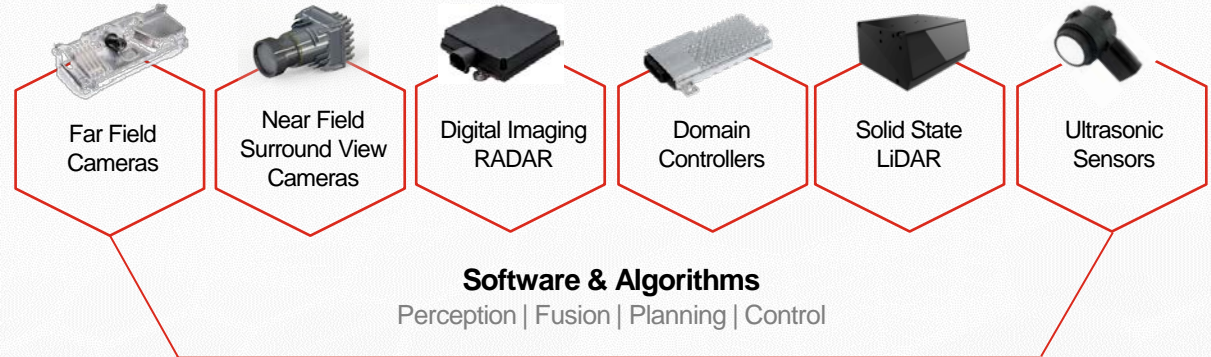 Far Field
Cameras
Near Field
Surround View
Cameras
Digital Imaging
RADAR
Domain
Controllers
Solid State
LiDAR
Ultrasonic
Sensors
Software & Algorithms
Perception | Fusion | Planning | Control